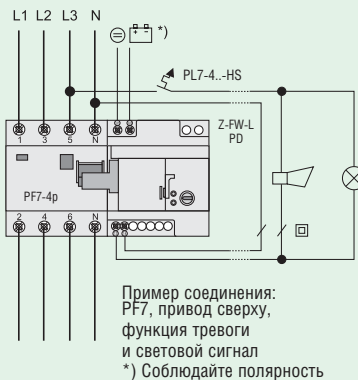 L1 L2 L3 N
*)
PL7-4..-HS
Z-FW-L
PD
1 3 5 N
PF7-4p
2 4 6 N
Пример соединения:
PF7, привод сверху,
функция тревоги
и световой сигнал
*) Соблюдайте полярность